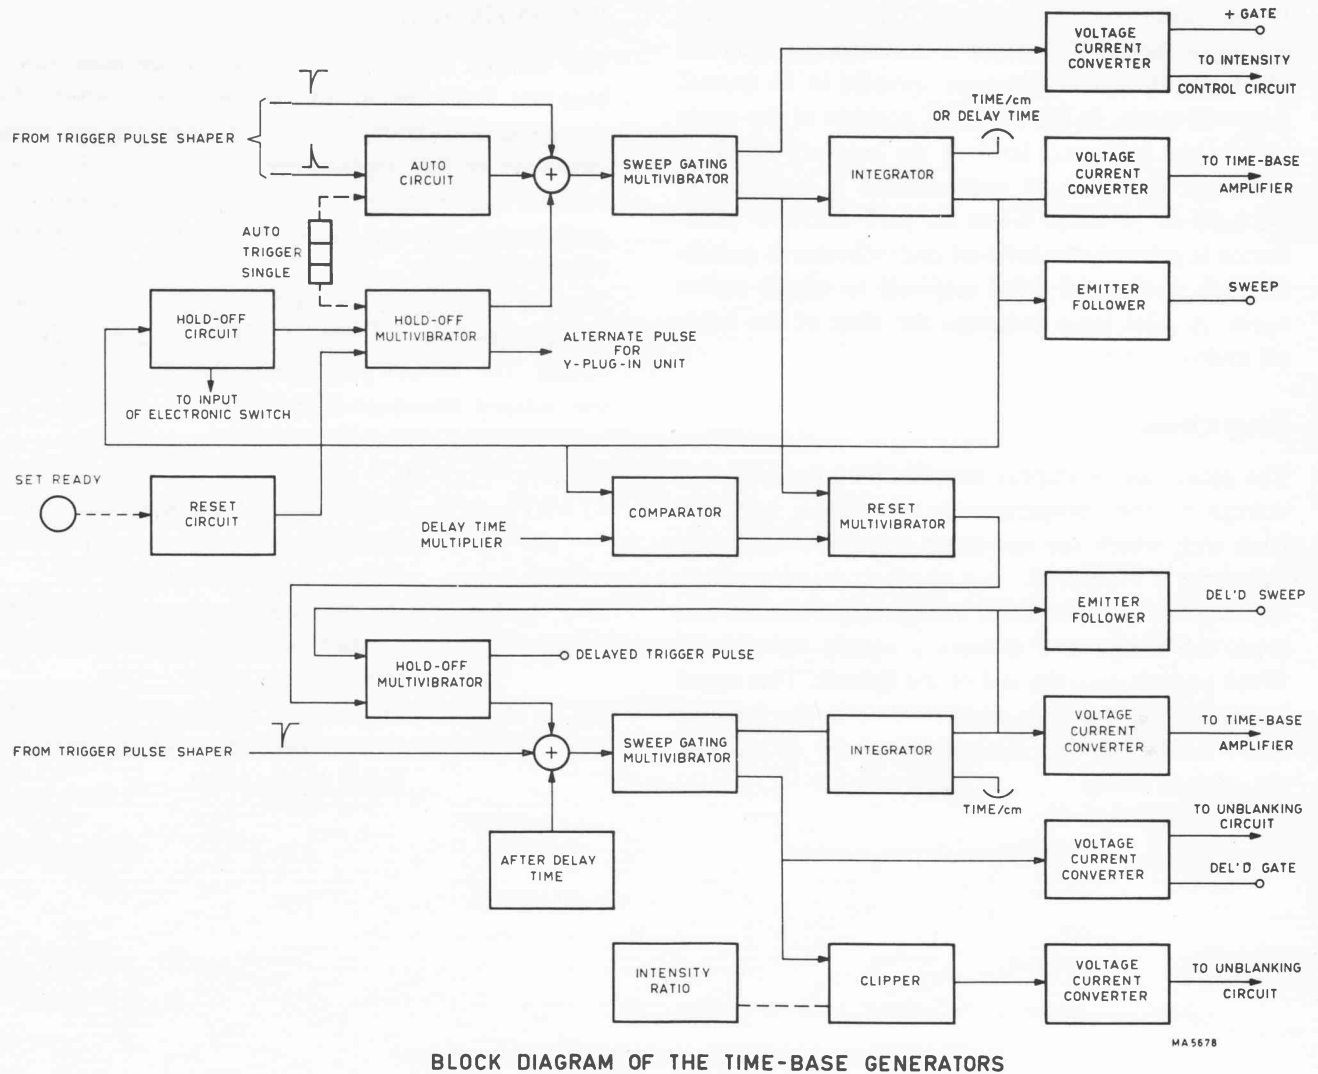 + GATE
VOLTAGE
CURRENT
CONVERTER
TO INTENSITY
CONTROL CIRCUIT
TIME/cm
OR DELAY TIME
FROM TRIGGER PULSE SHAPER
AUTO
CIRCUIT
+
SWEEP GATING
MULTIVIBRATOR
INTEGRATOR
VOLTAGE
CURRENT
CONVERTER
TO TIME-BASE
AMPLIFIER
AUTO
TRIGGER
SINGLE
HOLD-OFF
CIRCUIT
HOLD-OFF
MULTIVIBRATOR
ALTERNATE PULSE
FOR
Y-PLUG-IN UNIT
EMITTER
FOLLOWER
SWEEP
TO INPUT
OF ELECTRONIC SWITCH
SET READY
RESET
CIRCUIT
DELAY TIME
MULTIPLIER
COMPARATOR
RESET
MULTIVIBRATOR
EMITTER
FOLLOWER
DEL'D SWEEP
HOLD-OFF
MULTIVIBRATOR
DELAYED TRIGGER PULSE
FROM TRIGGER PULSE SHAPER
+
SWEEP GATING
MULTIVIBRATOR
INTEGRATOR
VOLTAGE
CURRENT
CONVERTER
TO TIME-BASE
AMPLIFIER
TIME/cm
AFTER DELAY
TIME
VOLTAGE
CURRENT
CONVERTER
TO UNBLANKING
CIRCUIT
DEL'D GATE
INTENSITY
RATIO
CLIPPER
VOLTAGE
CURRENT
CONVERTER
TO UNBLANKING
CIRCUIT
MA5678
BLOCK DIAGRAM OF THE TIME-BASE GENERATORS